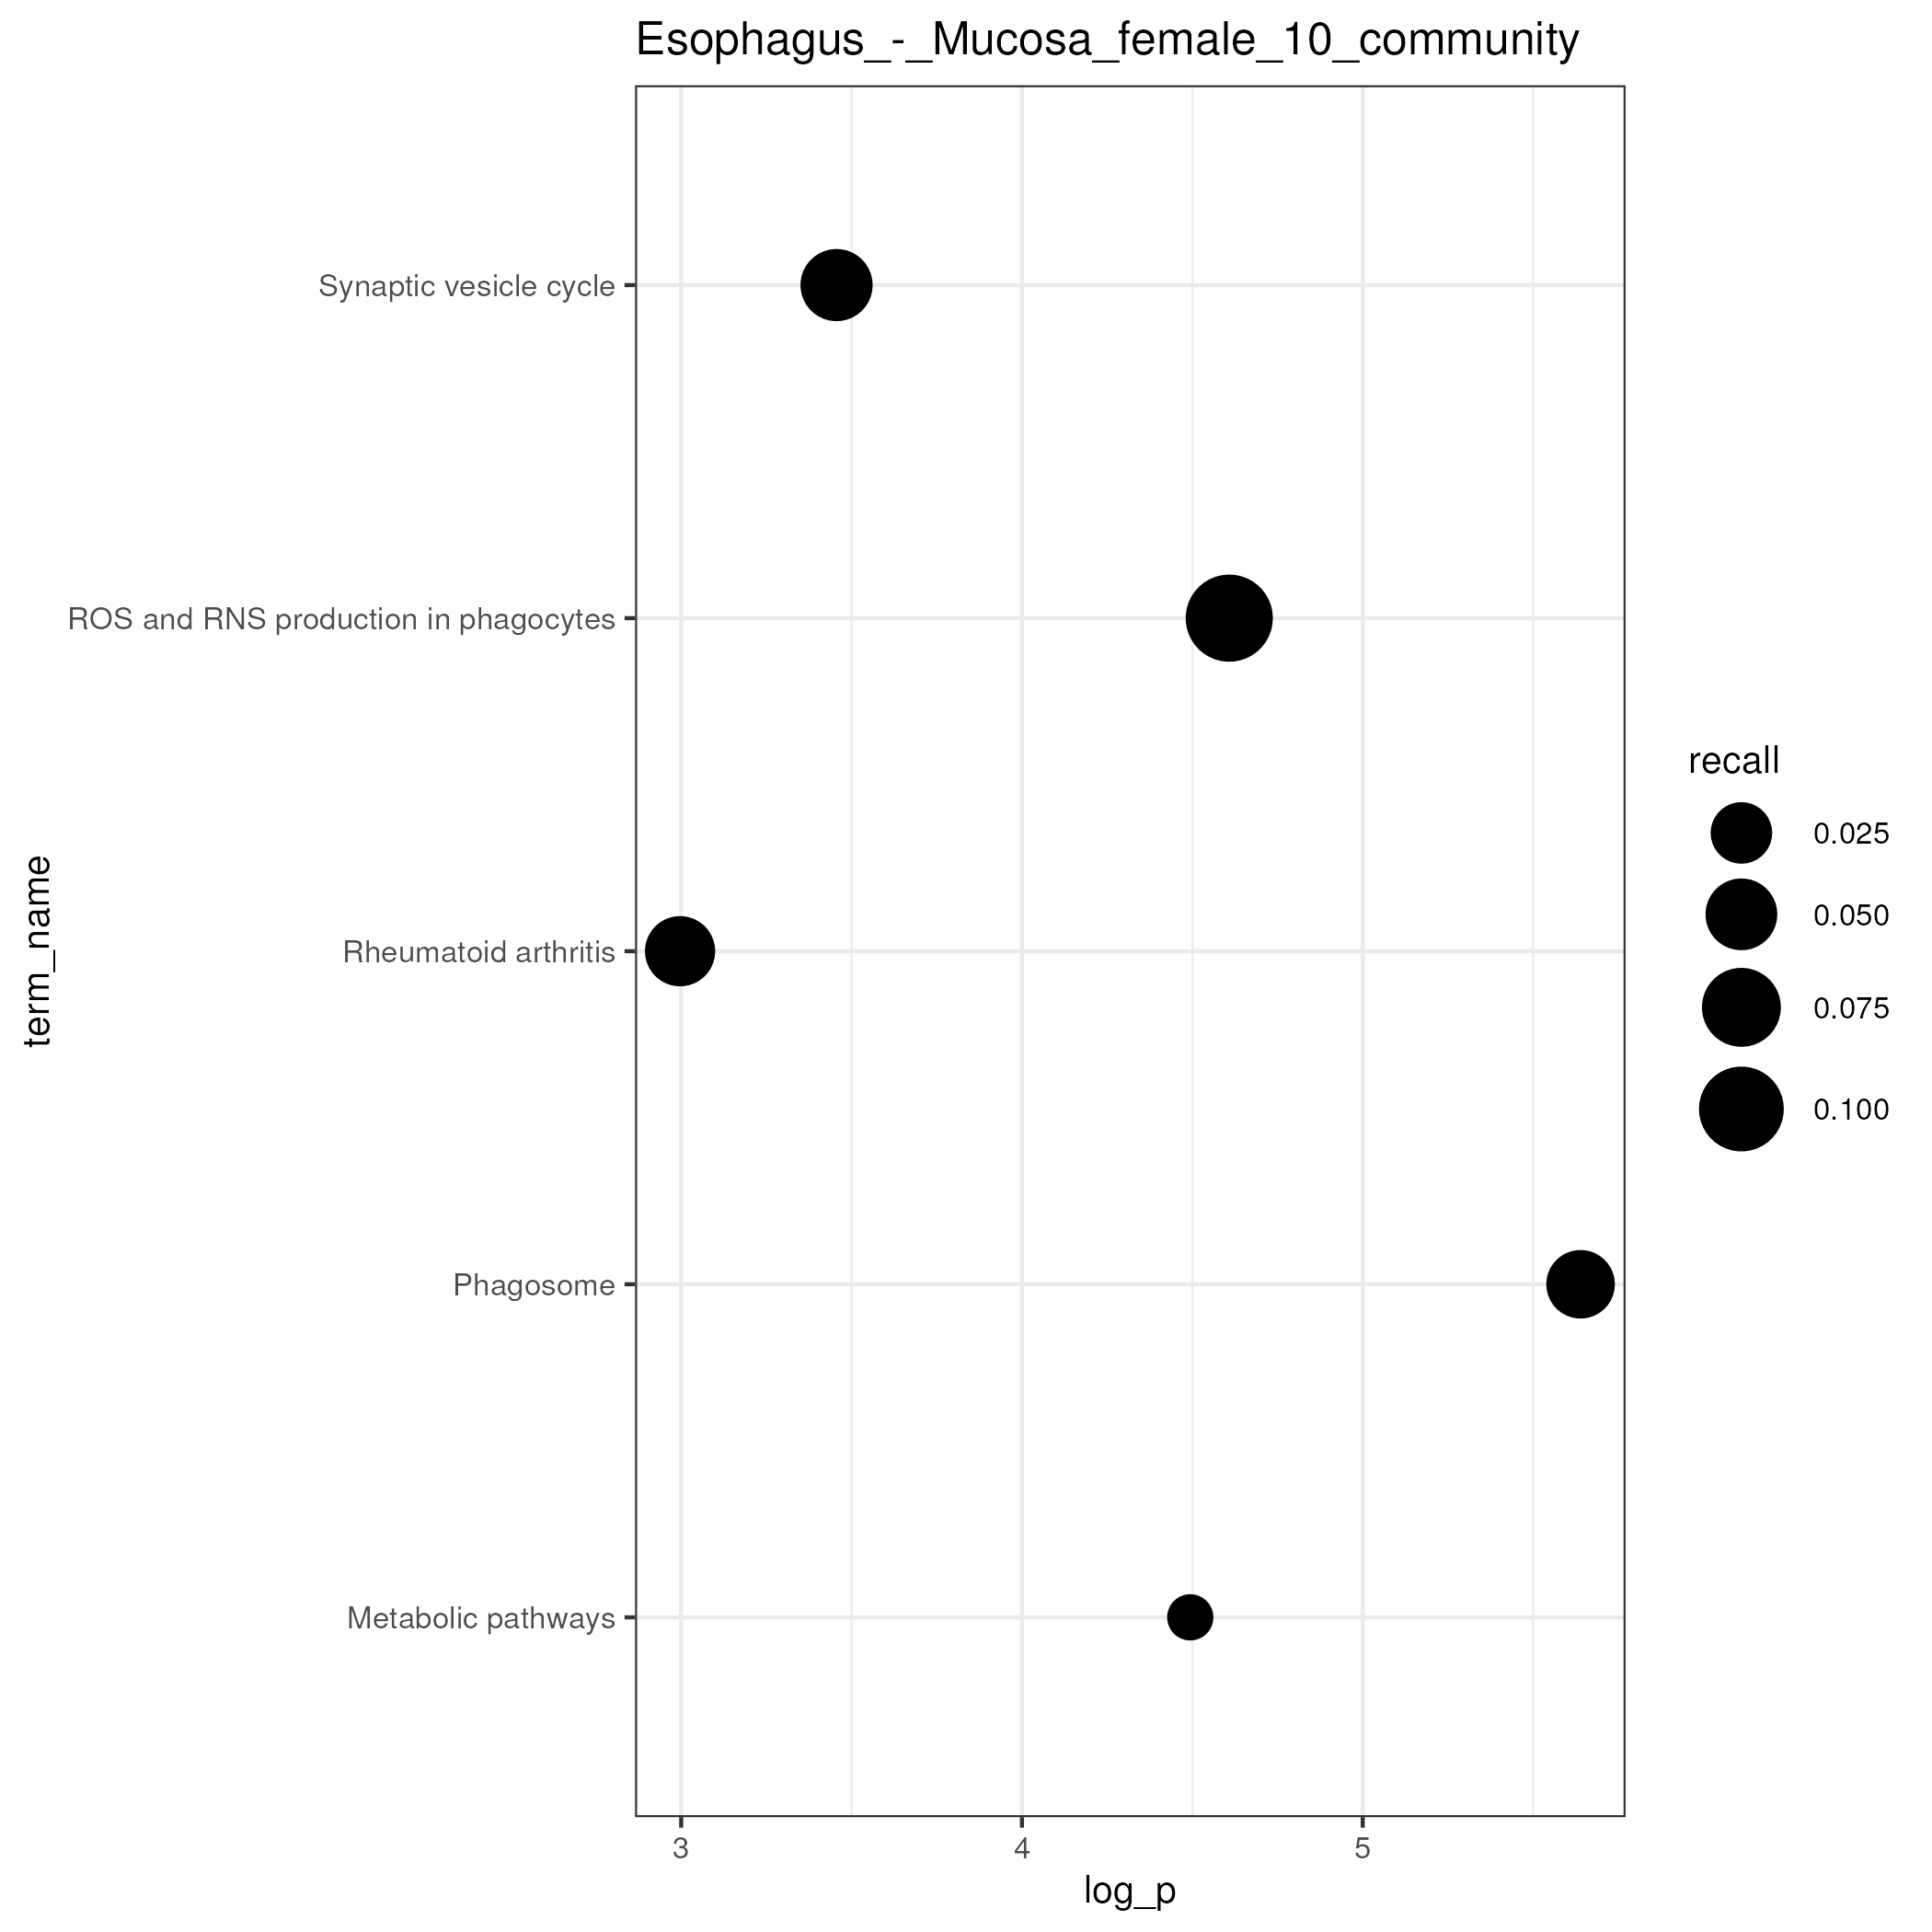 Esophagus_-_Mucosa_female_10_community
Synaptic vesicle cycle
ROS and RNS production in phagocytes
Rheumatoid arthritis
Phagosome
Metabolic pathways
term_name
3
4
5
log_p
recall
0.025
0.050
0.075
0.100